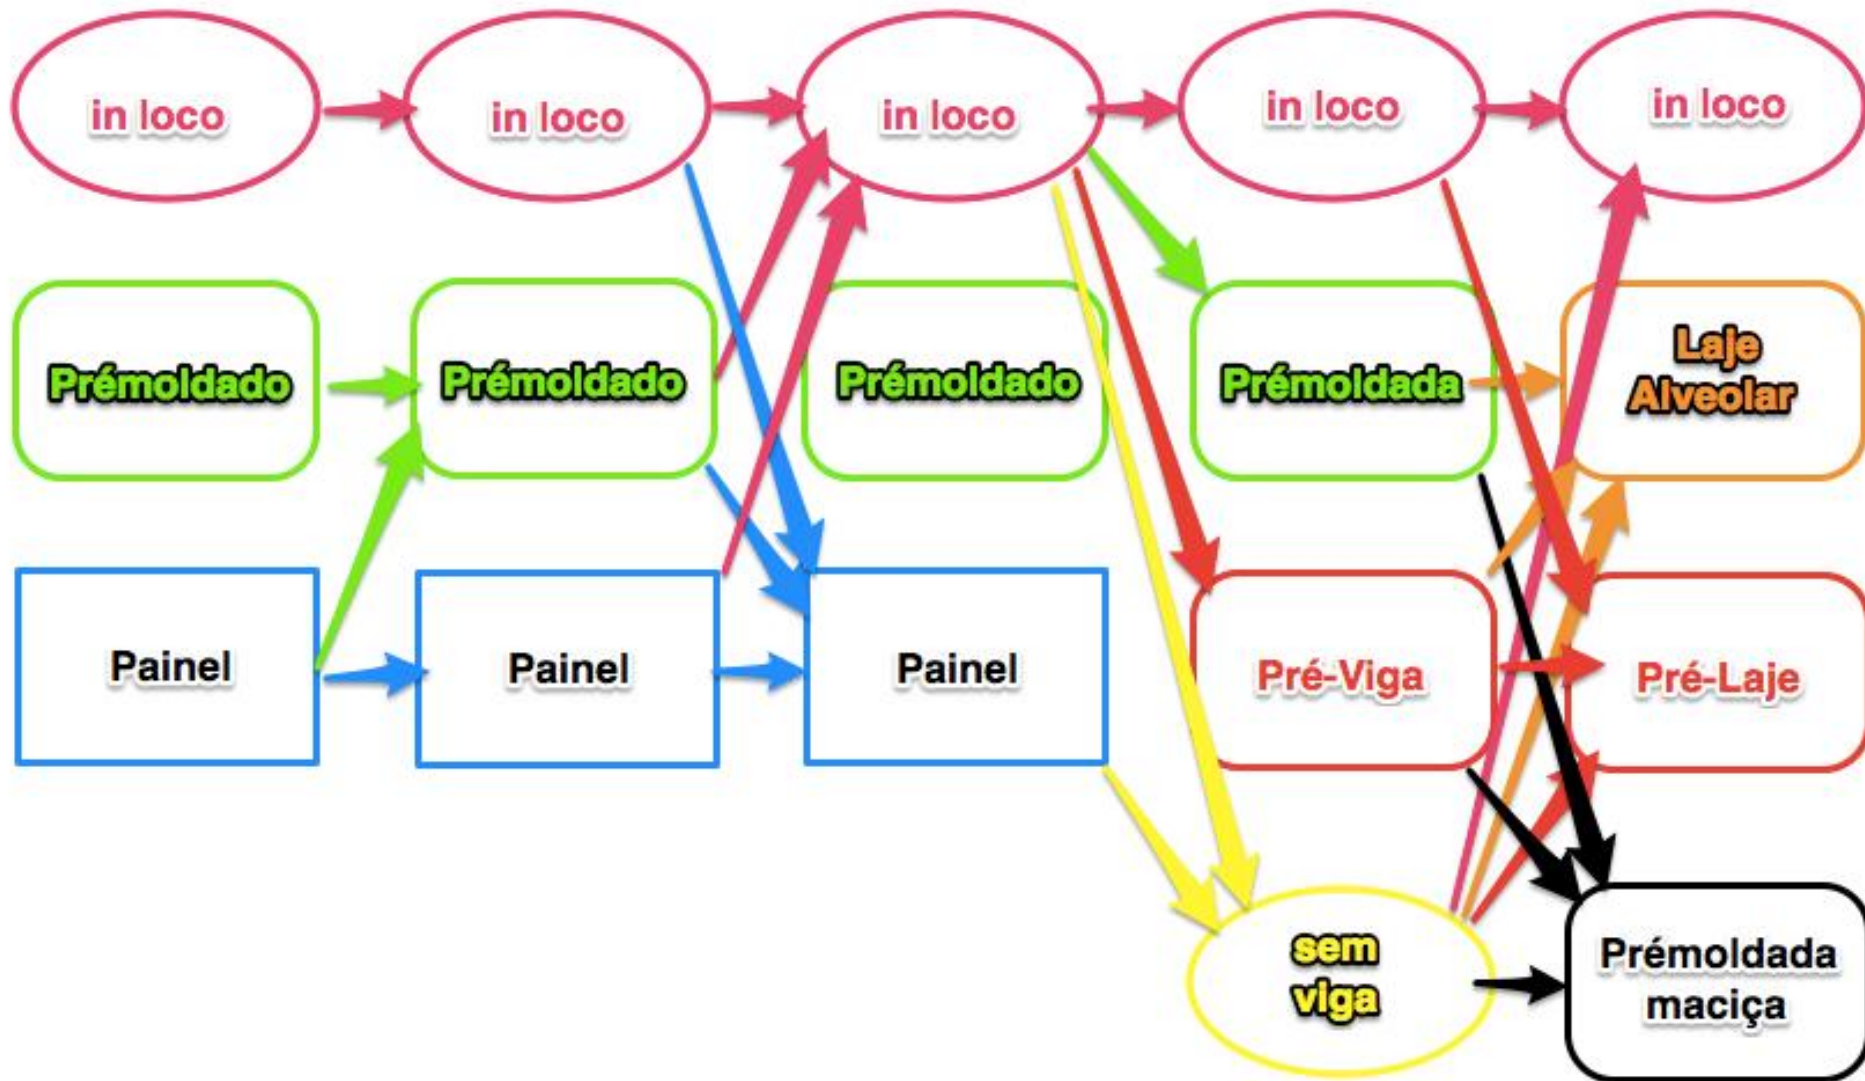 in loco
in loco
in loco
in loco
in loco
Prémoldado
Prémoldado
Prémoldado
Prémoldada
Laje
Alveolar
Painel
Painel
Painel
Pré-Viga
Pré-Laje
sem
viga
Prémoldada
maciça